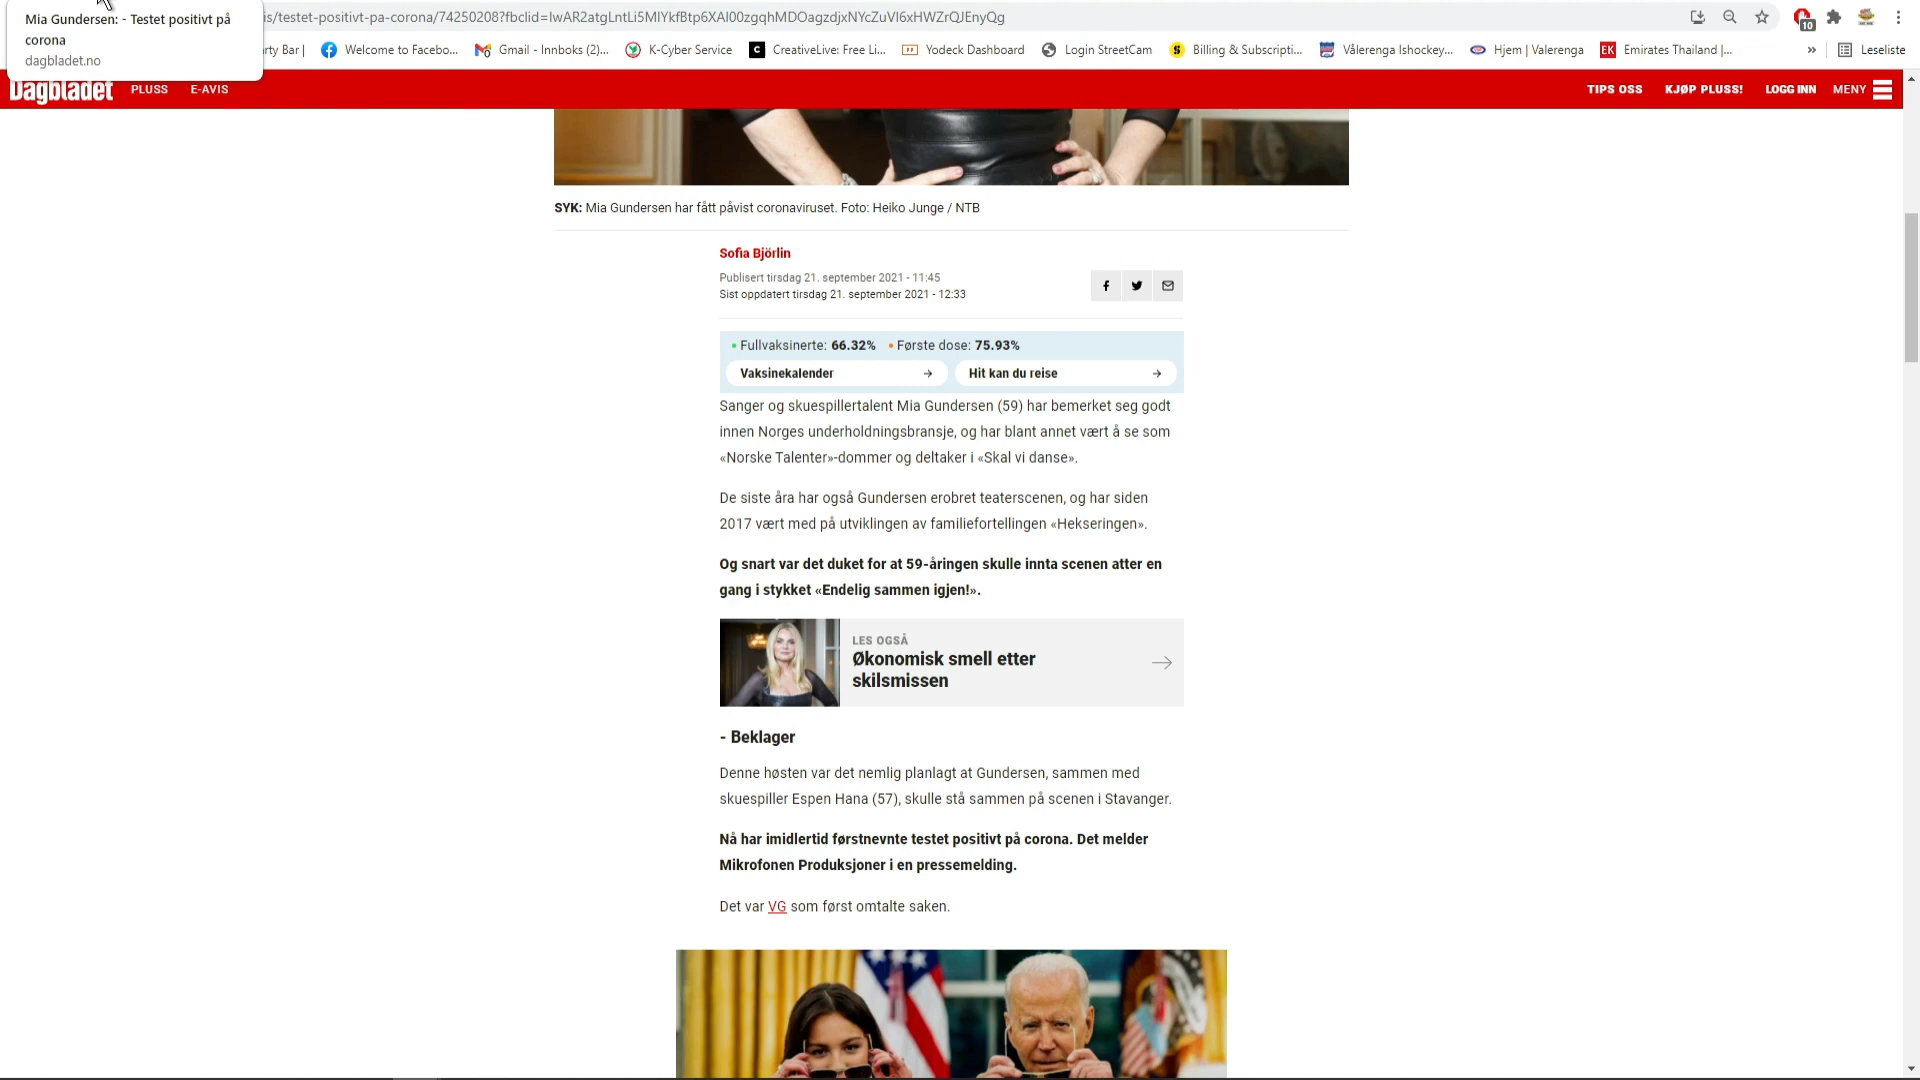 Mia Gundersen: - Testet positivt på
corona
dagbladet.no
is/testet-positivt-pa-corona/74250208?fbclid=IwAR2atgLntLi5MlYkfBtp6XAI00zgqhMDOagzdjxNYcZuVI6xHWZrQJEnyQg
10
rty Bar |
Welcome to Facebo...
Gmail - Innboks (2)...
K-Cyber Service
CreativeLive: Free Li...
Yodeck Dashboard
Login StreetCam
Billing & Subscripti...
Vålerenga Ishockey...
Hjem | Valerenga
EK Emirates Thailand |...
»
Leseliste
Dagbladet
PLUSS
E-AVIS
TIPS OSS
KJØP PLUSS!
LOGG INN
MENY
SYK: Mia Gundersen har fått påvist coronaviruset. Foto: Heiko Junge / NTB
Sofia Björlin
Publisert tirsdag 21. september 2021 - 11:45
Sist oppdatert tirsdag 21. september 2021 - 12:33
• Fullvaksinerte: 66.32% • Første dose: 75.93%
Vaksinekalender →
Hit kan du reise →
Sanger og skuespillertalent Mia Gundersen (59) har bemerket seg godt
innen Norges underholdningsbransje, og har blant annet vært å se som
«Norske Talenter»-dommer og deltaker i «Skal vi danse».
De siste åra har også Gundersen erobret teaterscenen, og har siden
2017 vært med på utviklingen av familiefortellingen «Hekseringen».
Og snart var det duket for at 59-åringen skulle innta scenen atter en
gang i stykket «Endelig sammen igjen!».
LES OGSÅ
Økonomisk smell etter
skilsmissen
- Beklager
Denne høsten var det nemlig planlagt at Gundersen, sammen med
skuespiller Espen Hana (57), skulle stå sammen på scenen i Stavanger.
Nå har imidlertid førstnevnte testet positivt på corona. Det melder
Mikrofonen Produksjoner i en pressemelding.
Det var VG som først omtalte saken.